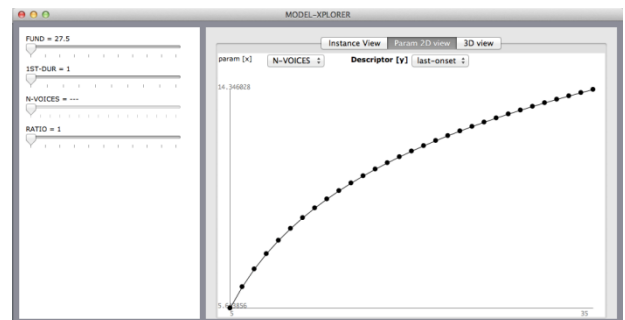 MODEL-XPLORER
FUND = 27.5
1ST-DUR = 1
N-VOICES = ---
RATIO = 1
Instance View Param 2D view 3D view
param [x] N-VOICES Descriptor [y] last-onset
14.346028
5 35